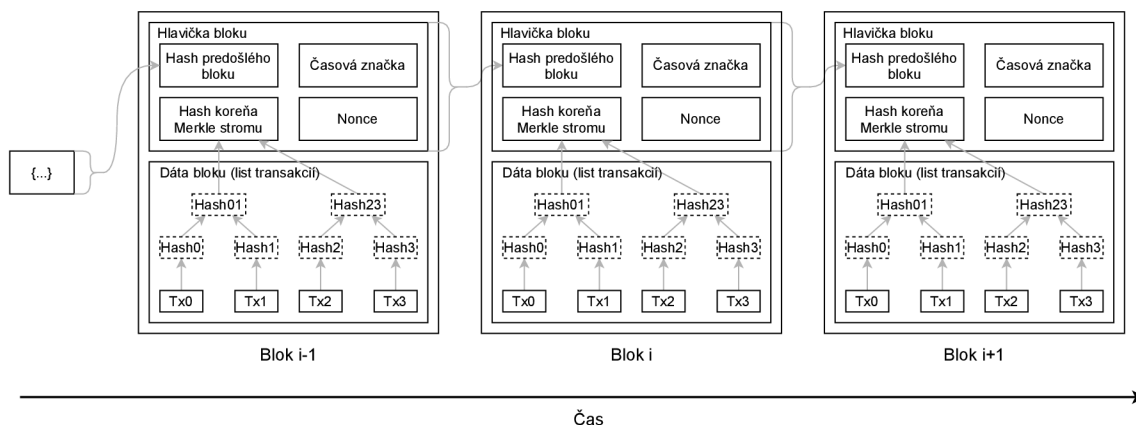 {...}
Hlavička bloku
Hash predošlého
bloku
Časová značka
Hash koreňa
Merkle stromu
Nonce
Dáta bloku (list transakcií)
Hash01
Hash23
Hash0
Hash1
Hash2
Hash3
Tx0
Tx1
Tx2
Tx3
Blok i-1
Hlavička bloku
Hash predošlého
bloku
Časová značka
Hash koreňa
Merkle stromu
Nonce
Dáta bloku (list transakcií)
Hash01
Hash23
Hash0
Hash1
Hash2
Hash3
Tx0
Tx1
Tx2
Tx3
Blok i
Hlavička bloku
Hash predošlého
bloku
Časová značka
Hash koreňa
Merkle stromu
Nonce
Dáta bloku (list transakcií)
Hash01
Hash23
Hash0
Hash1
Hash2
Hash3
Tx0
Tx1
Tx2
Tx3
Blok i+1
Čas